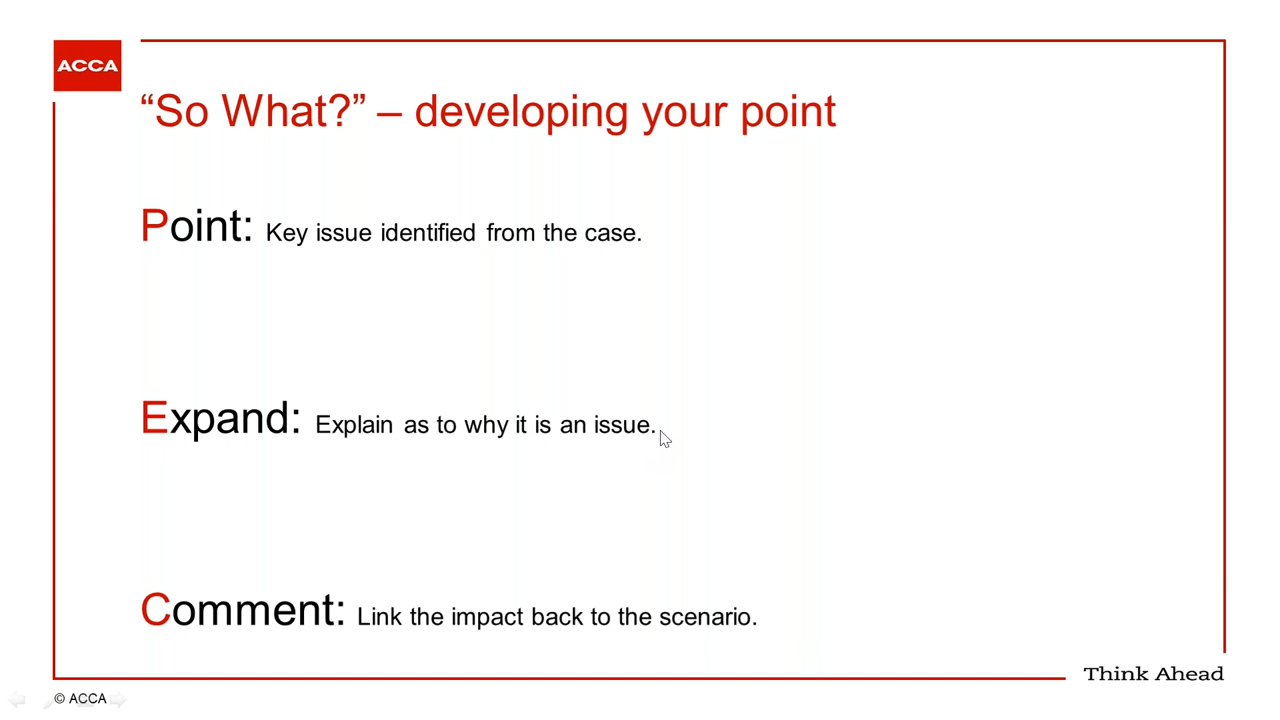 ACCA
“So What?” – developing your point
Point: Key issue identified from the case.
Expand: Explain as to why it is an issue.
Comment: Link the impact back to the scenario.
Think Ahead
© ACCA